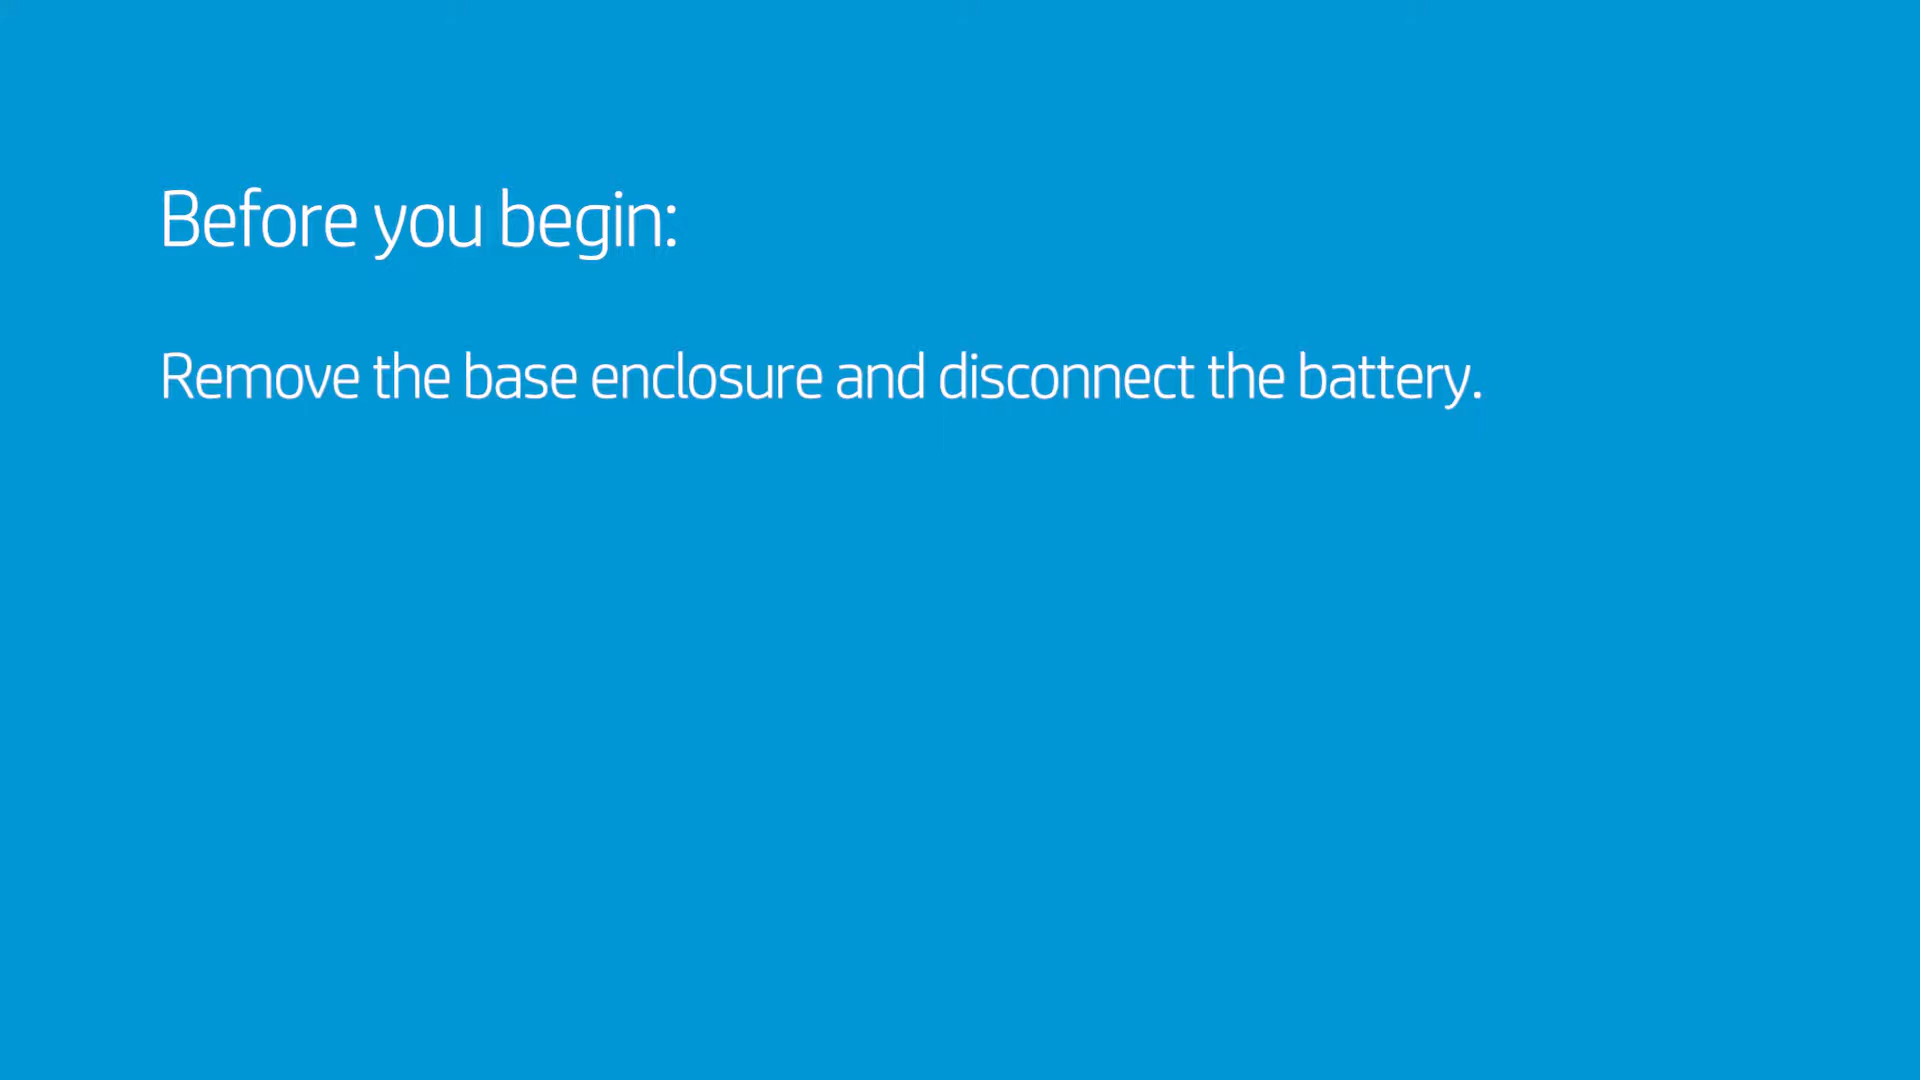 Before you begin:
Remove the base enclosure and disconnect the battery.